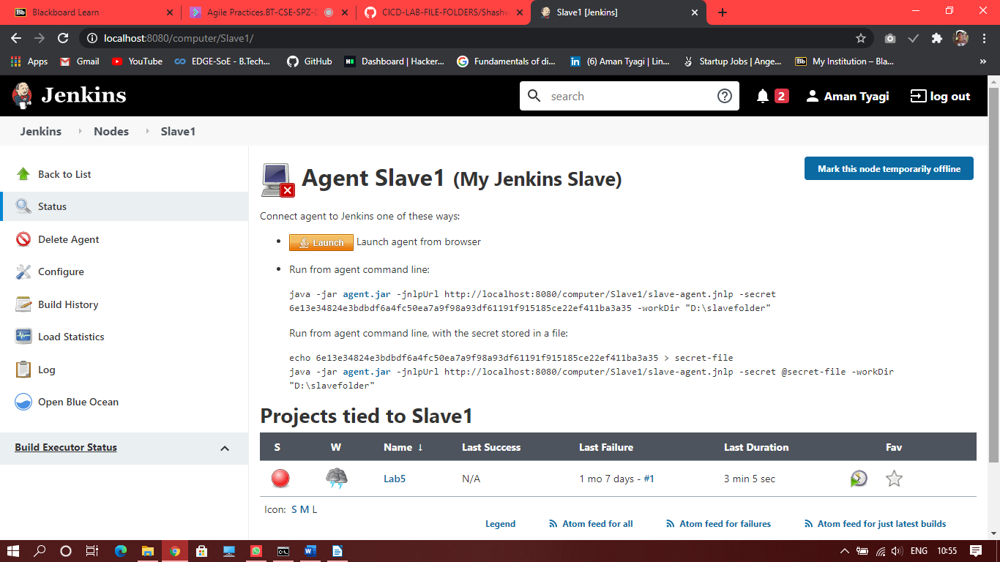 Blackboard Learn
Agile Practices.BT-CSE-SPZ-D
CICD-LAB-FILE-FOLDERS/Shashw
Slave1 [Jenkins]
localhost:8080/computer/Slave1/
Apps
Gmail
YouTube
EDGE-SoE - B.Tech...
GitHub
Dashboard | Hacker...
Fundamentals of di...
(6) Aman Tyagi | Lin...
Startup Jobs | Ange...
My Institution – Bla...
»
Jenkins
search
2
Aman Tyagi
log out
Jenkins
Nodes
Slave1
Back to List
Status
Delete Agent
Configure
Build History
Load Statistics
Log
Open Blue Ocean
Build Executor Status
Agent Slave1 (My Jenkins Slave)
Mark this node temporarily offline
Connect agent to Jenkins one of these ways:
Launch Launch agent from browser
Run from agent command line:
java -jar agent.jar -jnlpUrl http://localhost:8080/computer/Slave1/slave-agent.jnlp -secret
6e13e34824e3bdbdf6a4fc50ea7a9f98a93df61191f915185ce22ef411ba3a35 -workDir "D:\slavefolder"
Run from agent command line, with the secret stored in a file:
echo 6e13e34824e3bdbdf6a4fc50ea7a9f98a93df61191f915185ce22ef411ba3a35 > secret-file
java -jar agent.jar -jnlpUrl http://localhost:8080/computer/Slave1/slave-agent.jnlp -secret @secret-file -workDir
"D:\slavefolder"
Projects tied to Slave1
S W Name ↓ Last Success Last Failure Last Duration Fav
Lab5 N/A 1 mo 7 days - #1 3 min 5 sec
Icon: S M L
Legend Atom feed for all Atom feed for failures Atom feed for just latest builds
ENG 10:55